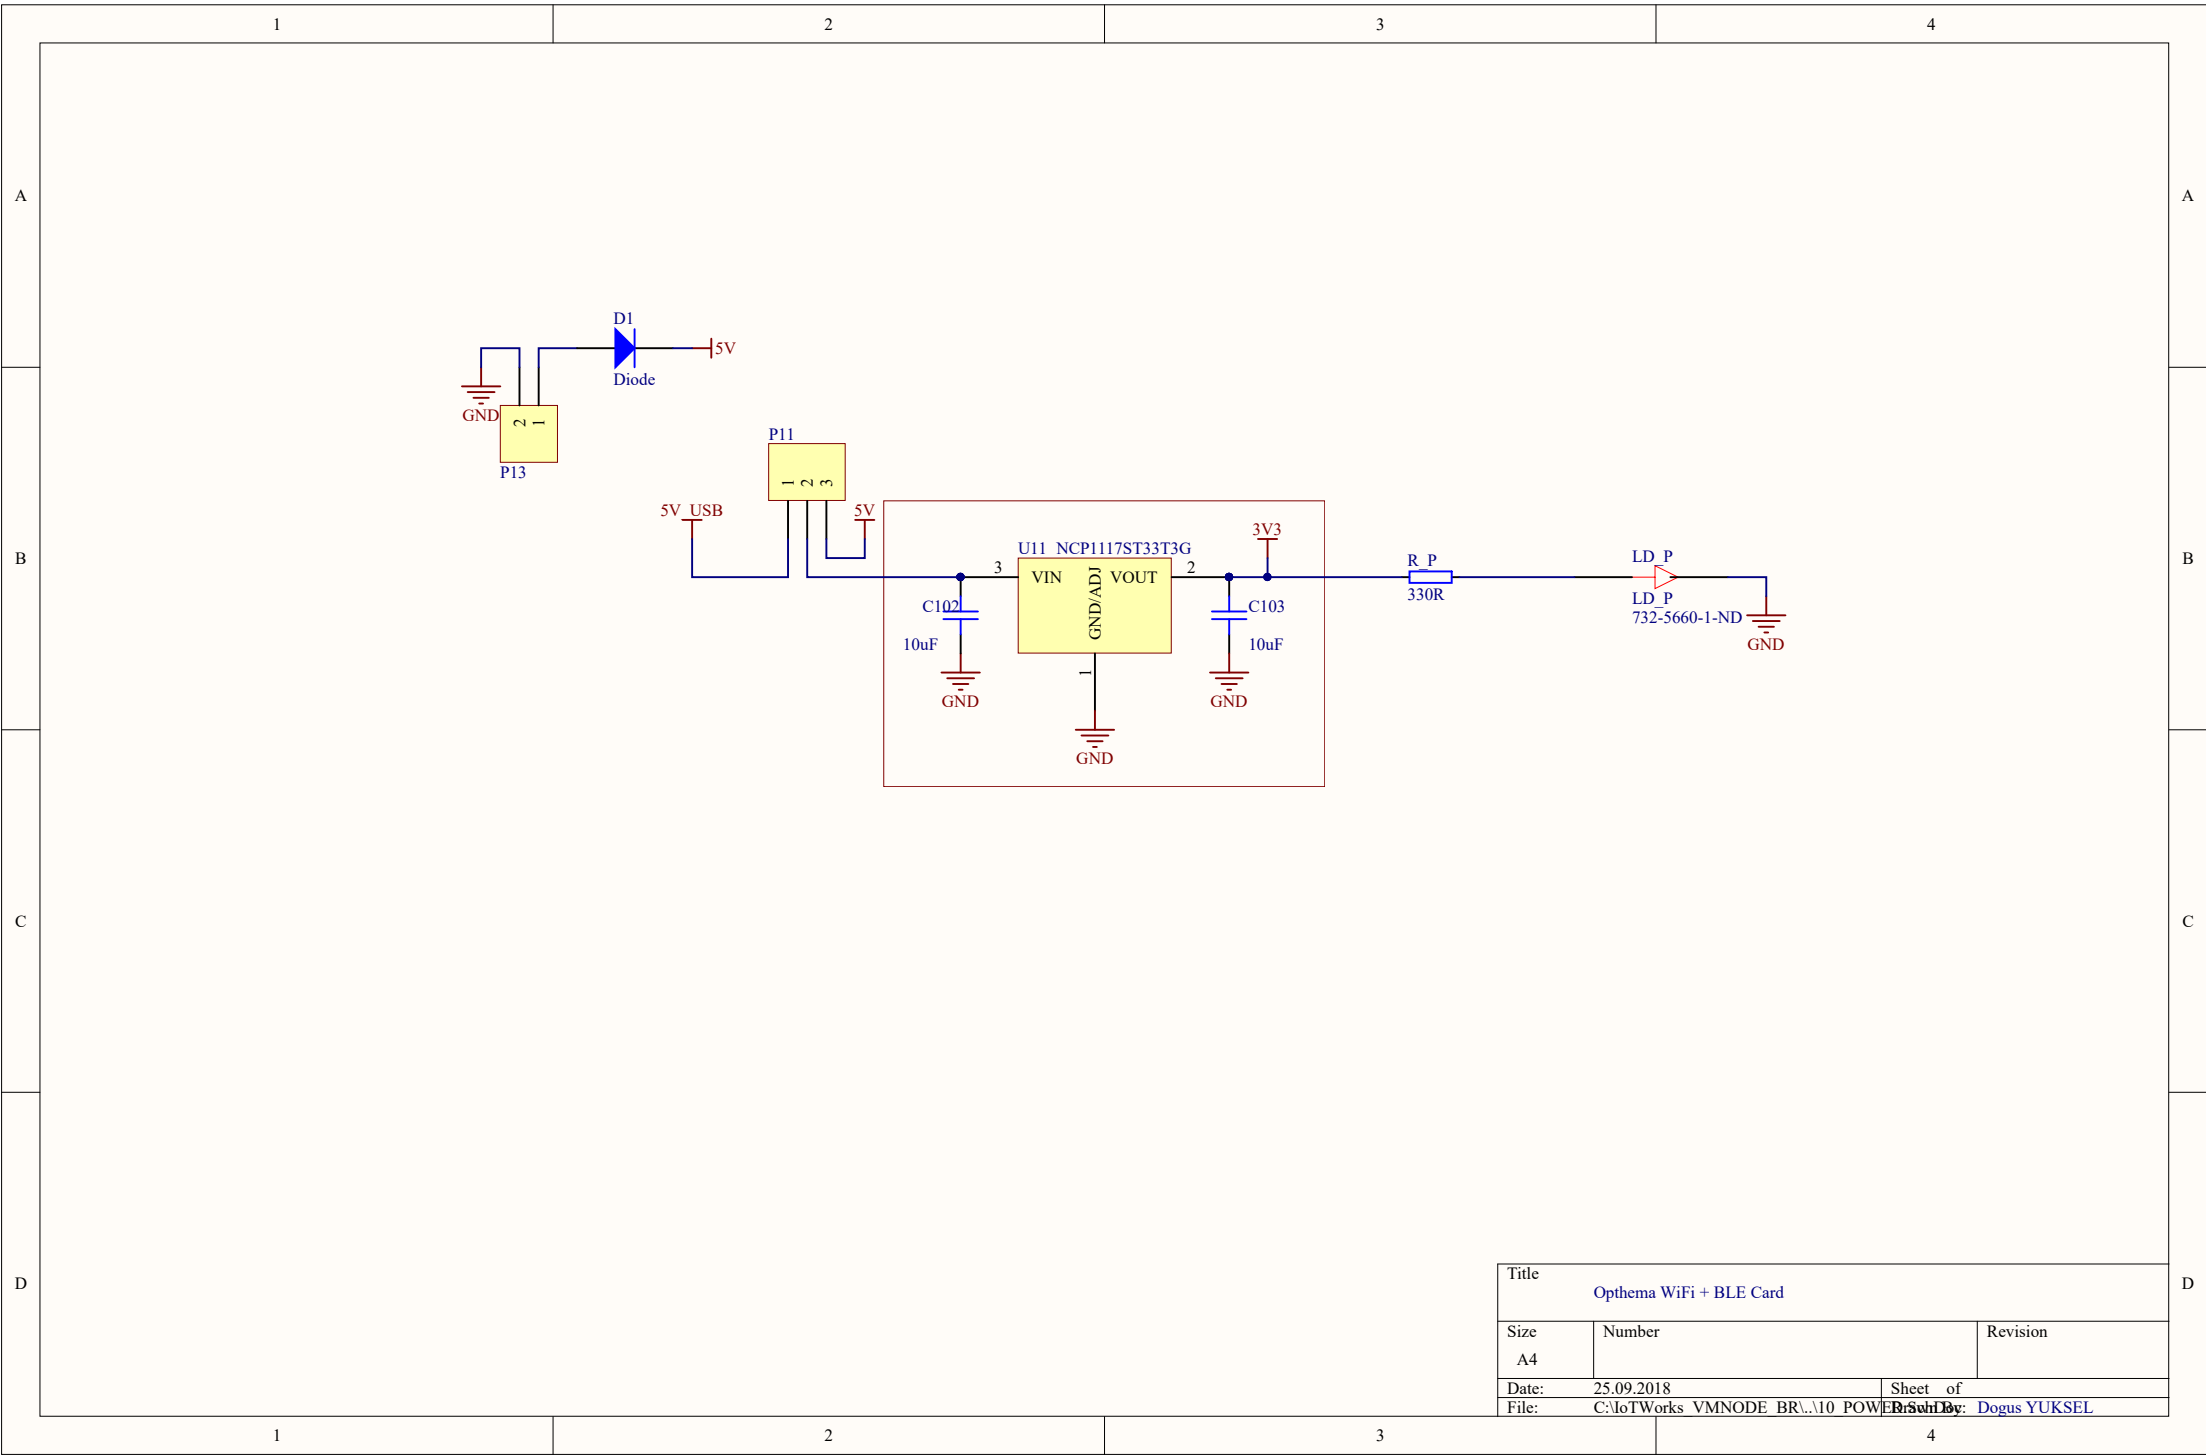 1 2 3 4
A A
D1
5V
Diode
GND
2 1
P13
P11
1 2 3
5V_USB 5V
3V3
B B
U11 NCP1117ST33T3G
3 VIN GND/ADJ VOUT 2
C102 C103
10uF 10uF
R_P
330R
LD_P
LD_P
732-5660-1-ND
GND
1
GND GND
GND
C C
D D
Title
Opthema WiFi + BLE Card
Size Number Revision
A4
Date: 25.09.2018 Sheet of
File: C:\IoTWorks_VMNODE_BR\..\10_POWER.SchDoc Drawn By: Dogus YUKSEL
1 2 3 4